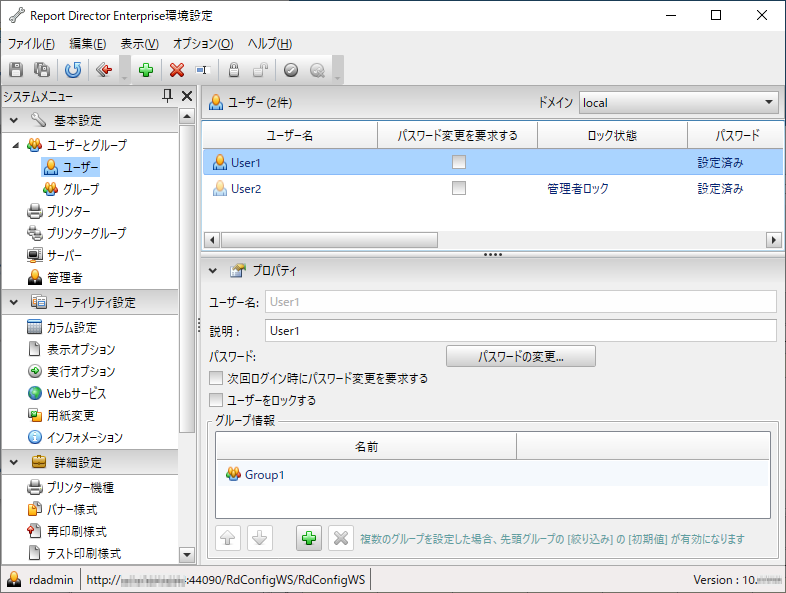 Report Director Enterprise環境設定
ファイル(F) 編集(E) 表示(V) オプション(O) ヘルプ(H)
システムメニュー
基本設定
ユーザーとグループ
ユーザー
グループ
プリンター
プリンターグループ
サーバー
管理者
ユーティリティ設定
カラム設定
表示オプション
実行オプション
Webサービス
用紙変更
インフォメーション
詳細設定
プリンター機種
バナー様式
再印刷様式
テスト印刷様式
ユーザー (2件) ドメイン local
ユーザー名 パスワード変更を要求する ロック状態 パスワード
User1 設定済み
User2 管理者ロック 設定済み
プロパティ
ユーザー名: User1
説明 : User1
パスワード: パスワードの変更...
次回ログイン時にパスワード変更を要求する
ユーザーをロックする
グループ情報
名前
Group1
複数のグループを設定した場合、先頭グループの [絞り込み] の [初期値] が有効になります
rdadmin http:// :44090/RdConfigWS/RdConfigWS Version : 10.